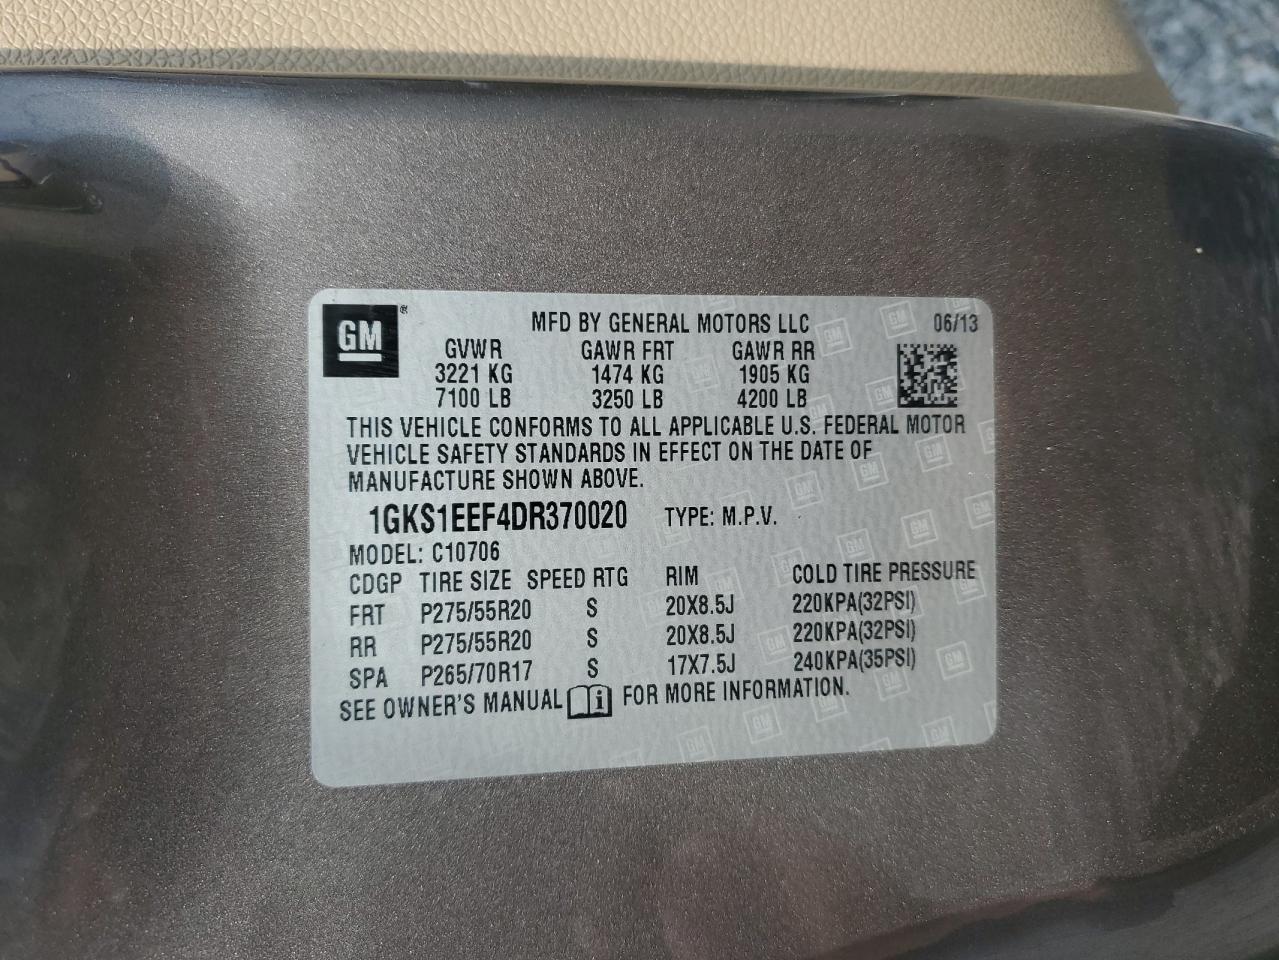 GM®
MFD BY GENERAL MOTORS LLC 06/13
GVWR GAWR FRT GAWR RR
3221 KG 1474 KG 1905 KG
7100 LB 3250 LB 4200 LB
THIS VEHICLE CONFORMS TO ALL APPLICABLE U.S. FEDERAL MOTOR
VEHICLE SAFETY STANDARDS IN EFFECT ON THE DATE OF
MANUFACTURE SHOWN ABOVE.
1GKS1EEF4DR370020 TYPE: M.P.V.
MODEL: C10706
CDGP TIRE SIZE SPEED RTG RIM COLD TIRE PRESSURE
FRT P275/55R20 S 20X8.5J 220KPA(32PSI)
RR P275/55R20 S 20X8.5J 220KPA(32PSI)
SPA P265/70R17 S 17X7.5J 240KPA(35PSI)
SEE OWNER'S MANUAL FOR MORE INFORMATION.